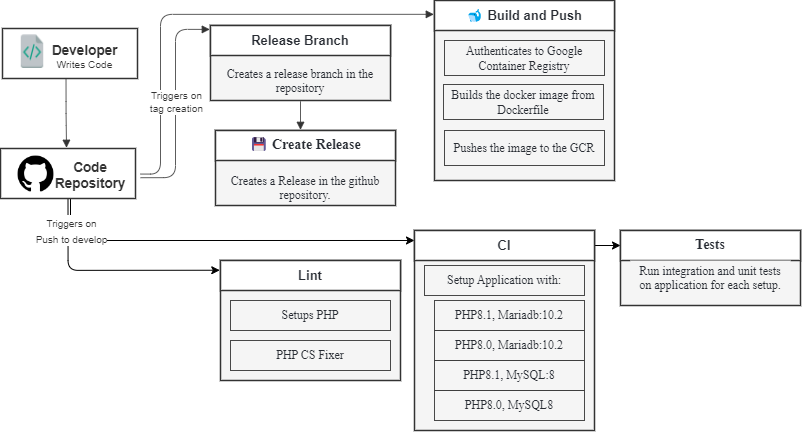 Developer
Writes Code
Code
Repository
Triggers on
tag creation
Release Branch
Creates a release branch in the
repository
Create Release
Creates a Release in the github
repository.
Build and Push
Authenticates to Google
Container Registry
Builds the docker image from
Dockerfile
Pushes the image to the GCR
Triggers on
Push to develop
Lint
Setups PHP
PHP CS Fixer
CI
Setup Application with:
PHP8.1, Mariadb:10.2
PHP8.0, Mariadb:10.2
PHP8.1, MySQL:8
PHP8.0, MySQL8
Tests
Run integration and unit tests
on application for each setup.